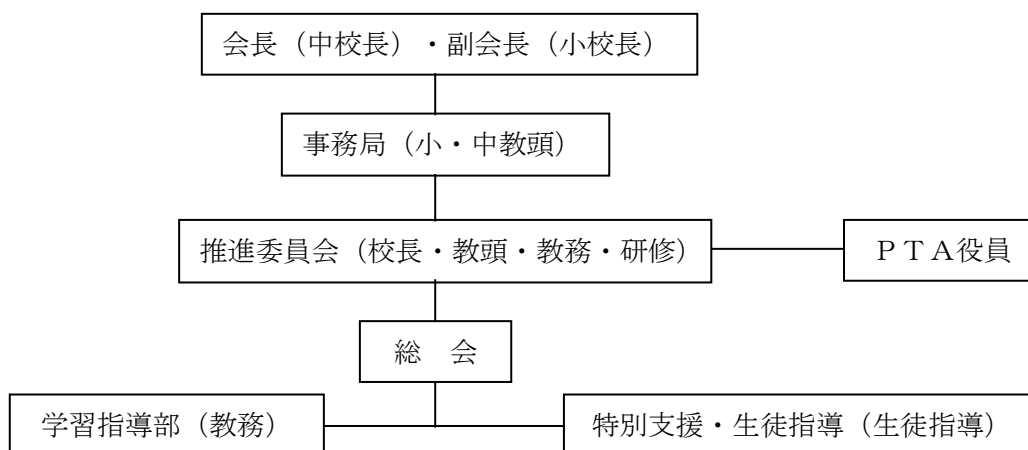 会長（中校長）・副会長（小校長）
事務局（小・中教頭）
推進委員会（校長・教頭・教務・研修）
ＰＴＡ役員
総　会
学習指導部（教務）
特別支援・生徒指導（生徒指導）